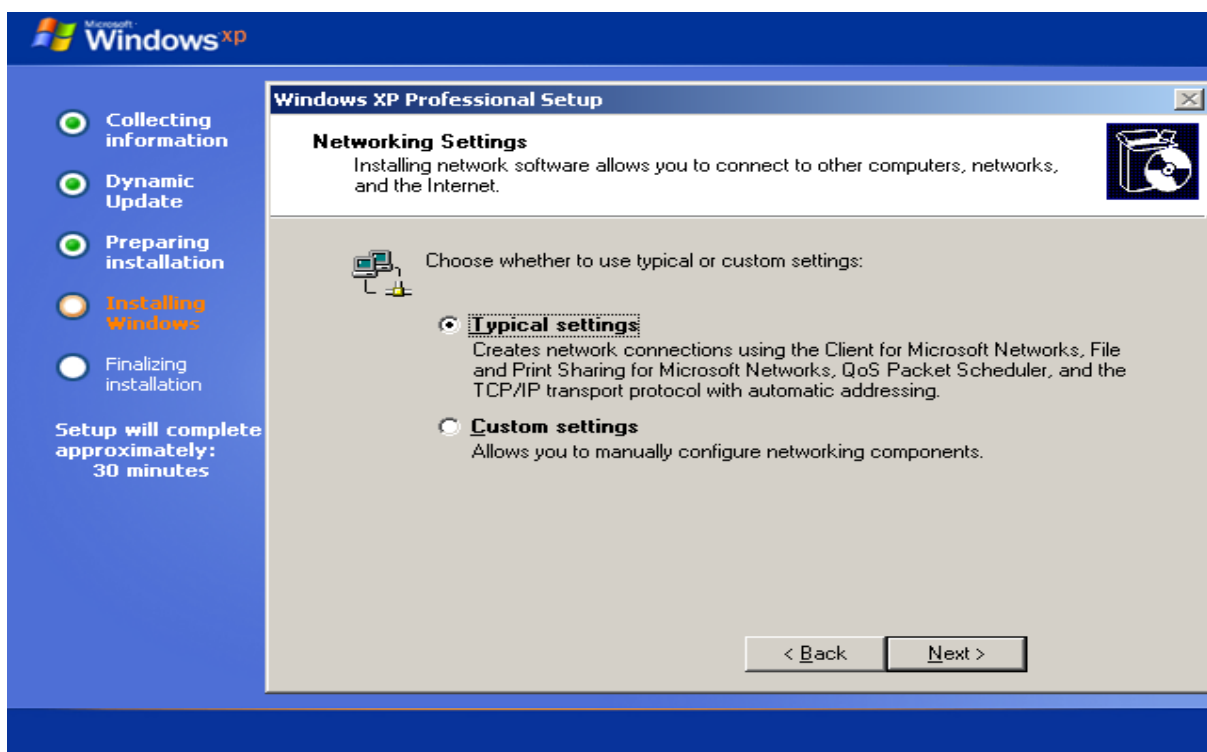 Microsoft
Windows xp
Collecting
information
Dynamic
Update
Preparing
installation
Installing
Windows
Finalizing
installation
Setup will complete
approximately:
30 minutes
Windows XP Professional Setup
Networking Settings
Installing network software allows you to connect to other computers, networks,
and the Internet.
Choose whether to use typical or custom settings:
Typical settings
Creates network connections using the Client for Microsoft Networks, File
and Print Sharing for Microsoft Networks, QoS Packet Scheduler, and the
TCP/IP transport protocol with automatic addressing.
Custom settings
Allows you to manually configure networking components.
< Back
Next >